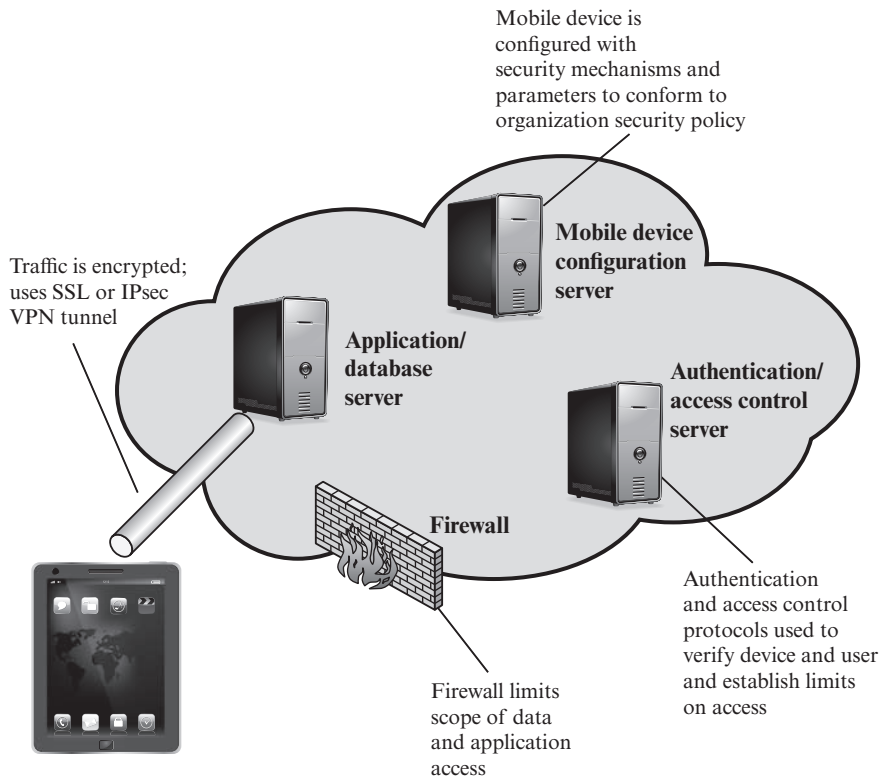 Mobile device is
configured with
security mechanisms and
parameters to conform to
organization security policy
Mobile device
configuration
server
Traffic is encrypted;
uses SSL or IPsec
VPN tunnel
Application/
database
server
Authentication/
access control
server
Firewall
Authentication
and access control
protocols used to
verify device and user
and establish limits
on access
Firewall limits
scope of data
and application
access